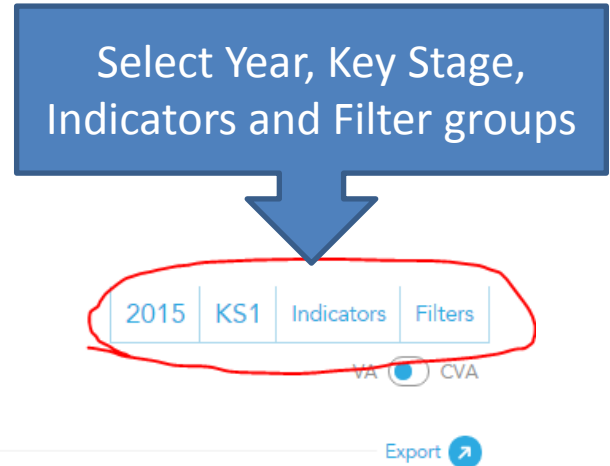 Select Year, Key Stage,
Indicators and Filter groups
2015 KS1 Indicators Filters
VA CVA
Export